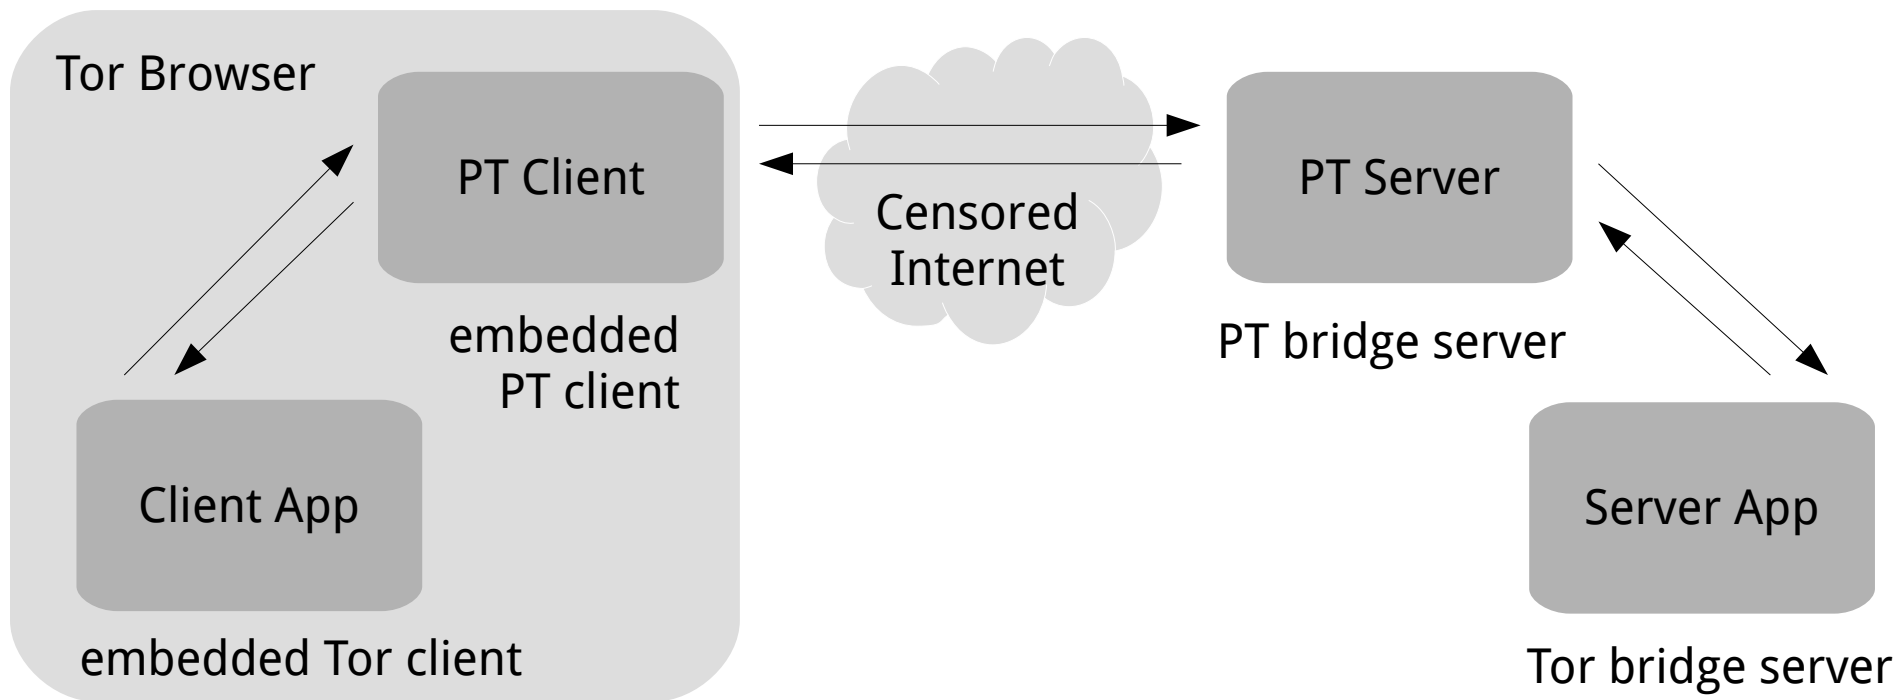 Tor Browser
PT Client
embedded
PT client
Client App
embedded Tor client
Censored
Internet
PT Server
PT bridge server
Server App
Tor bridge server